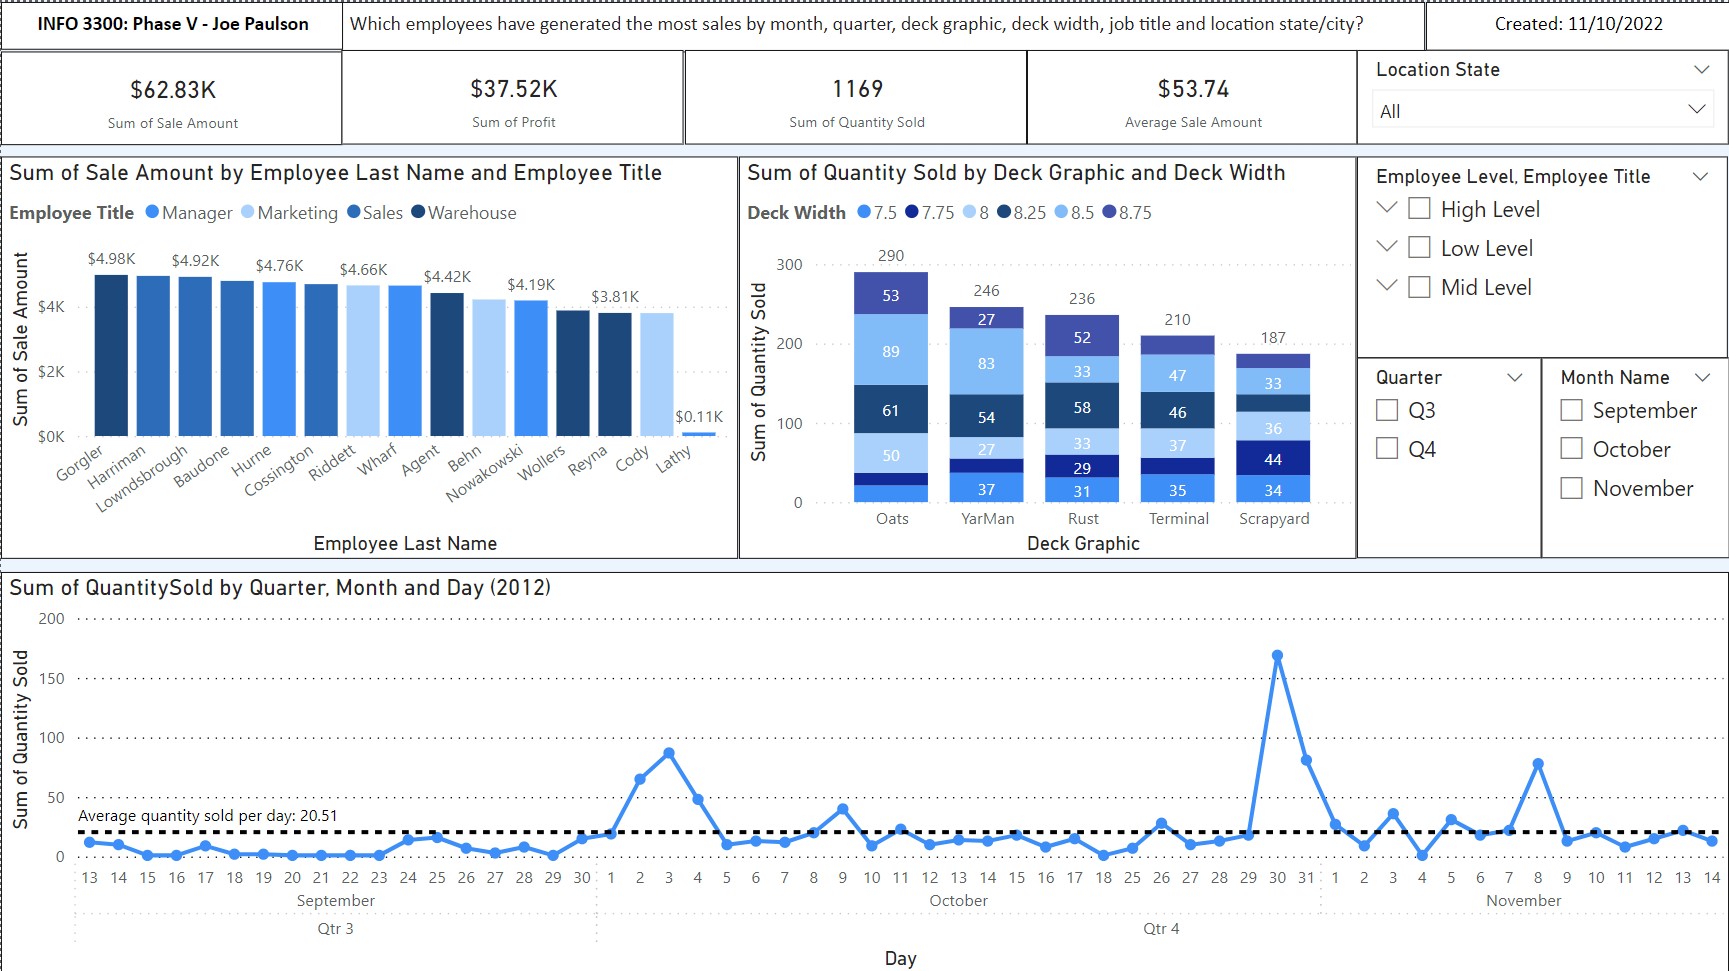 INFO 3300: Phase V - Joe Paulson
Which employees have generated the most sales by month, quarter, deck graphic, deck width, job title and location state/city?
Created: 11/10/2022
$62.83K
Sum of Sale Amount
$37.52K
Sum of Profit
1169
Sum of Quantity Sold
$53.74
Average Sale Amount
Location State
All
Sum of Sale Amount by Employee Last Name and Employee Title
Employee Title Manager Marketing Sales Warehouse
Sum of Sale Amount
$4K
$2K
$0K
$4.98K
$4.92K
$4.76K
$4.66K
$4.42K
$4.19K
$3.81K
$0.11K
Gorgler
Harriman
Lowndsbrough
Baudone
Hurne
Cossington
Riddett
Wharf
Agent
Behn
Nowakowski
Wollers
Reyna
Cody
Lathy
Employee Last Name
Sum of Quantity Sold by Deck Graphic and Deck Width
Deck Width 7.5 7.75 8 8.25 8.5 8.75
Sum of Quantity Sold
300
200
100
0
290
53
89
61
50
246
27
83
54
27
37
236
52
33
58
33
29
31
210
47
46
37
35
187
33
36
44
34
Oats YarMan Rust Terminal Scrapyard
Deck Graphic
Employee Level, Employee Title
High Level
Low Level
Mid Level
Quarter
Q3
Q4
Month Name
September
October
November
Sum of QuantitySold by Quarter, Month and Day (2012)
Sum of Quantity Sold
200
150
100
50
0
Average quantity sold per day: 20.51
13 14 15 16 17 18 19 20 21 22 23 24 25 26 27 28 29 30 1 2 3 4 5 6 7 8 9 10 11 12 13 14 15 16 17 18 25 26 27 28 29 30 31 1 2 3 4 5 6 7 8 9 10 11 12 13 14
September October November
Qtr 3 Qtr 4
Day